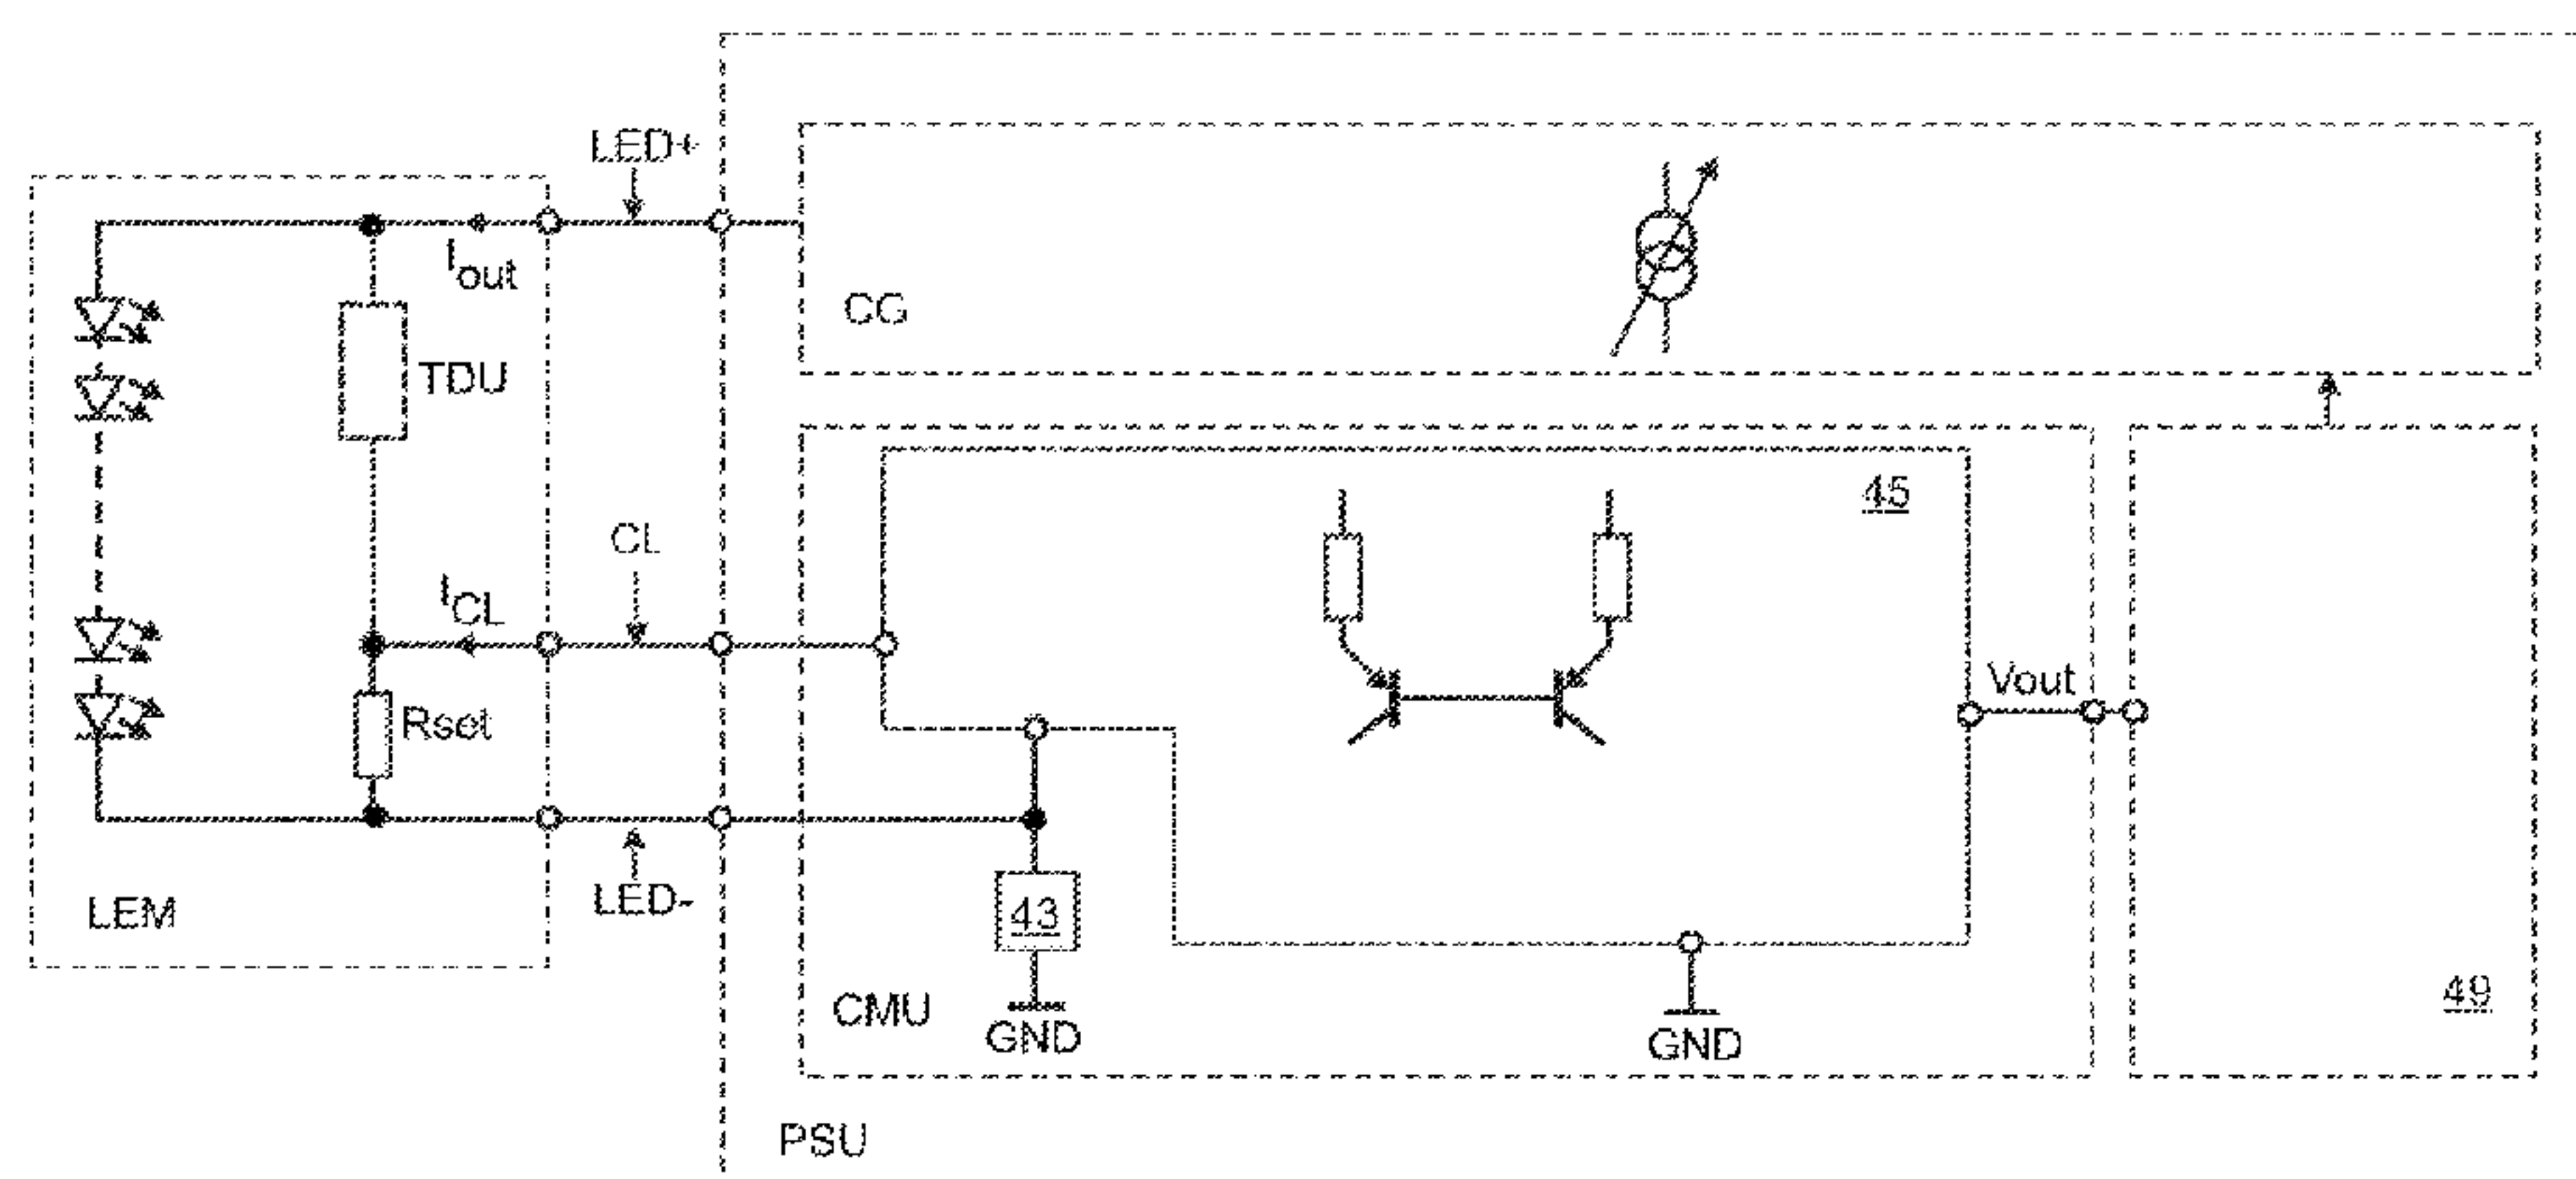 LED+
Iout
CG
TDU
45
CL
ICL
Vout
Rset
LED-
43
LEM
49
CMU
GND
GND
PSU